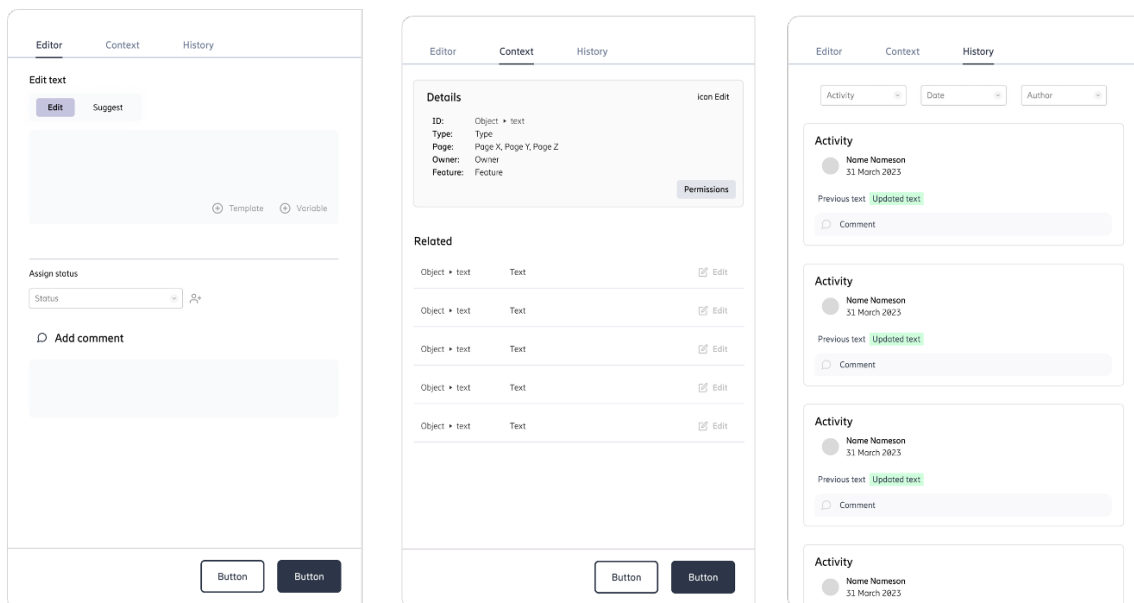 Editor Context History
Edit text
Edit Suggest
Template Variable
Assign status
Status
Add comment
Button Button
Editor Context History
Details icon Edit
ID: Object ▸ text
Type: Type
Page: Page X, Page Y, Page Z
Owner: Owner
Feature: Feature
Permissions
Related
Object ▸ text Text Edit
Object ▸ text Text Edit
Object ▸ text Text Edit
Object ▸ text Text Edit
Object ▸ text Text Edit
Button Button
Editor Context History
Activity Date Author
Activity
Name Nameson
31 March 2023
Previous text Updated text
Comment
Activity
Name Nameson
31 March 2023
Previous text Updated text
Comment
Activity
Name Nameson
31 March 2023
Previous text Updated text
Comment
Activity
Name Nameson
31 March 2023